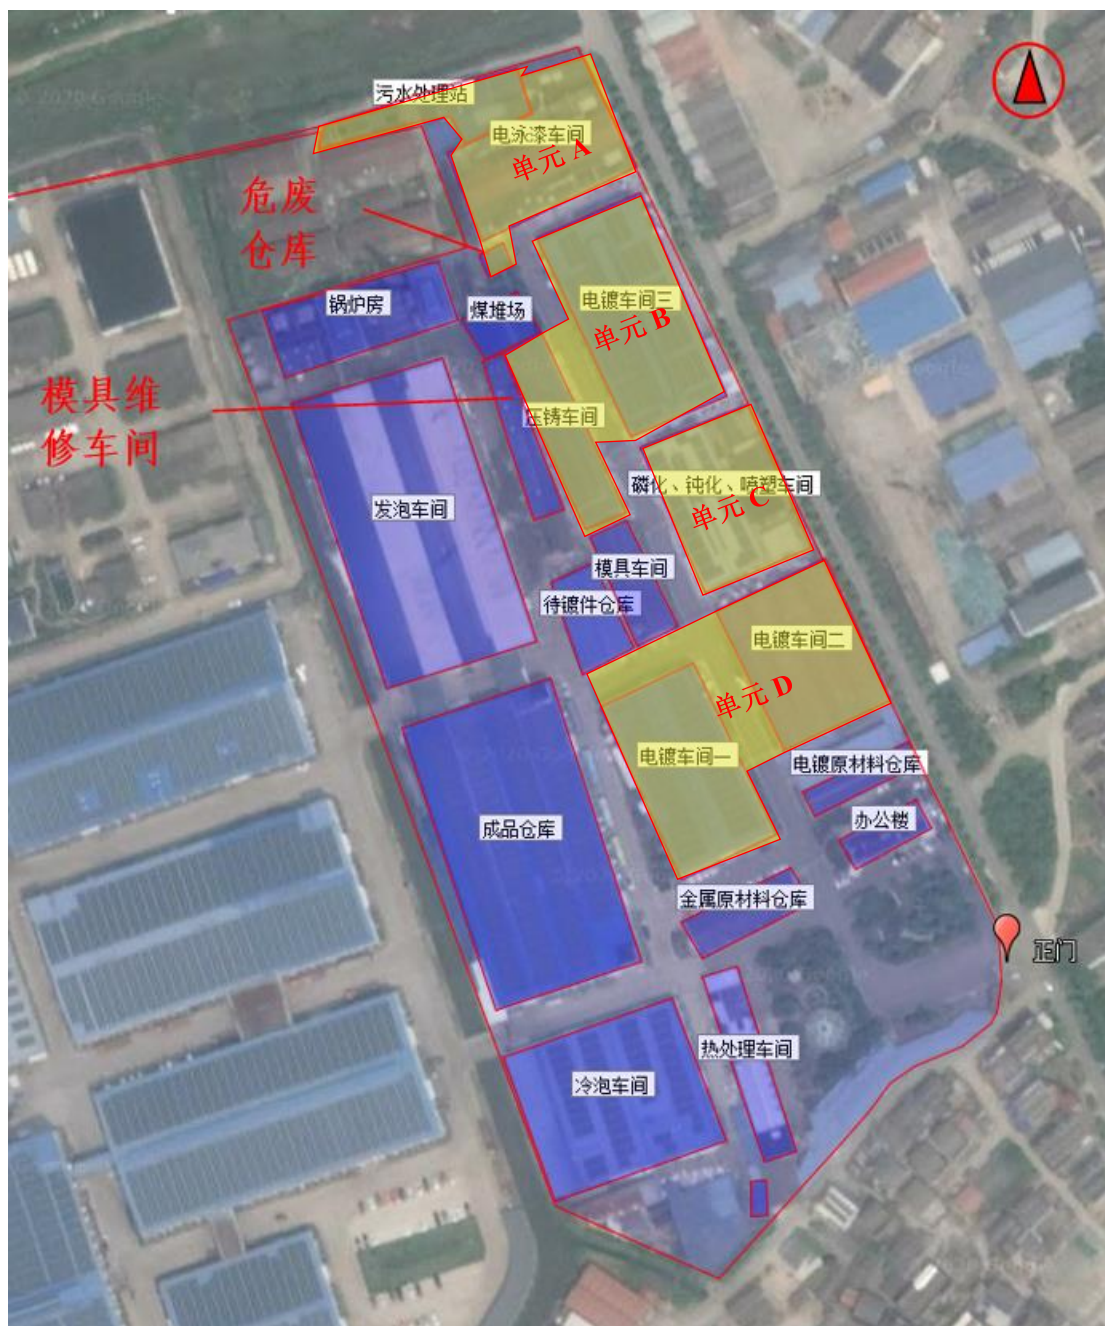 污水处理站
电泳漆车间
单元 A
危废
仓库
锅炉房
煤堆场
电镀车间三
单元 B
模具维
修车间
压铸车间
磷化、钝化、喷塑车间
单元 C
发泡车间
模具车间
待镀件仓库
电镀车间二
单元 D
电镀车间一
电镀原材料仓库
办公楼
成品仓库
金属原材料仓库
正门
热处理车间
冷泡车间